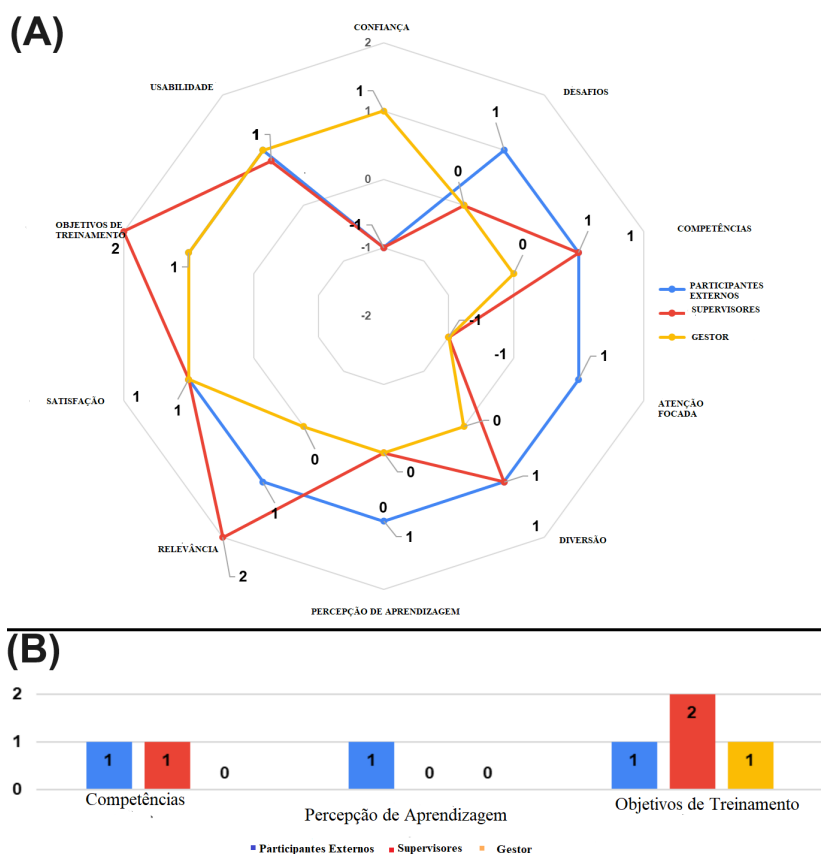 (A)
CONFIANÇA
2
USABILIDADE
DESAFIOS
1
1
1
1
1
0
0
OBJETIVOS DE
TREINAMENTO
2
-1
-1
1
1
COMPETÊNCIAS
0
1
-2
-1
-1
PARTICIPANTES
EXTERNOS
SUPERVISORES
GESTOR
1
SATISFAÇÃO
1
1
ATENÇÃO
FOCADA
0
0
0
1
1
0
1
1
DIVERSÃO
RELEVÂNCIA
2
PERCEPÇÃO DE APRENDIZAGEM
(B)
2
1
0
1
1
0
Competências
1
0
0
Percepção de Aprendizagem
1
2
1
Objetivos de Treinamento
Participantes Externos
Supervisores
Gestor